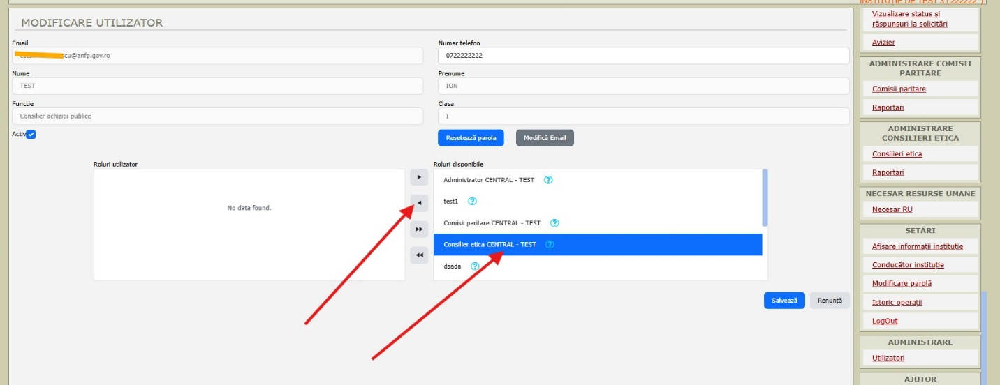 INSTITUȚIE DE TEST 3 ( 222222 )
MODIFICARE UTILIZATOR
Email
scu@anfp.gov.ro
Numar telefon
0722222222
Nume
TEST
Prenume
ION
Functie
Consilier achiziții publice
Clasa
I
Activ
Resetează parola
Modifică Email
Roluri utilizator
No data found.
Roluri disponibile
Administrator CENTRAL - TEST
test1
Comisii paritare CENTRAL - TEST
Consilier etica CENTRAL - TEST
dsada
Salvează
Renunță
Vizualizare status și
răspunsuri la solicitări
Avizier
ADMINISTRARE COMISII
PARITARE
Comisii paritare
Raportari
ADMINISTRARE
CONSILIERI ETICA
Consilieri etica
Raportari
NECESAR RESURSE UMANE
Necesar RU
SETĂRI
Afișare informații instituție
Conducător instituție
Modificare parolă
Istoric operații
LogOut
ADMINISTRARE
Utilizatori
AJUTOR